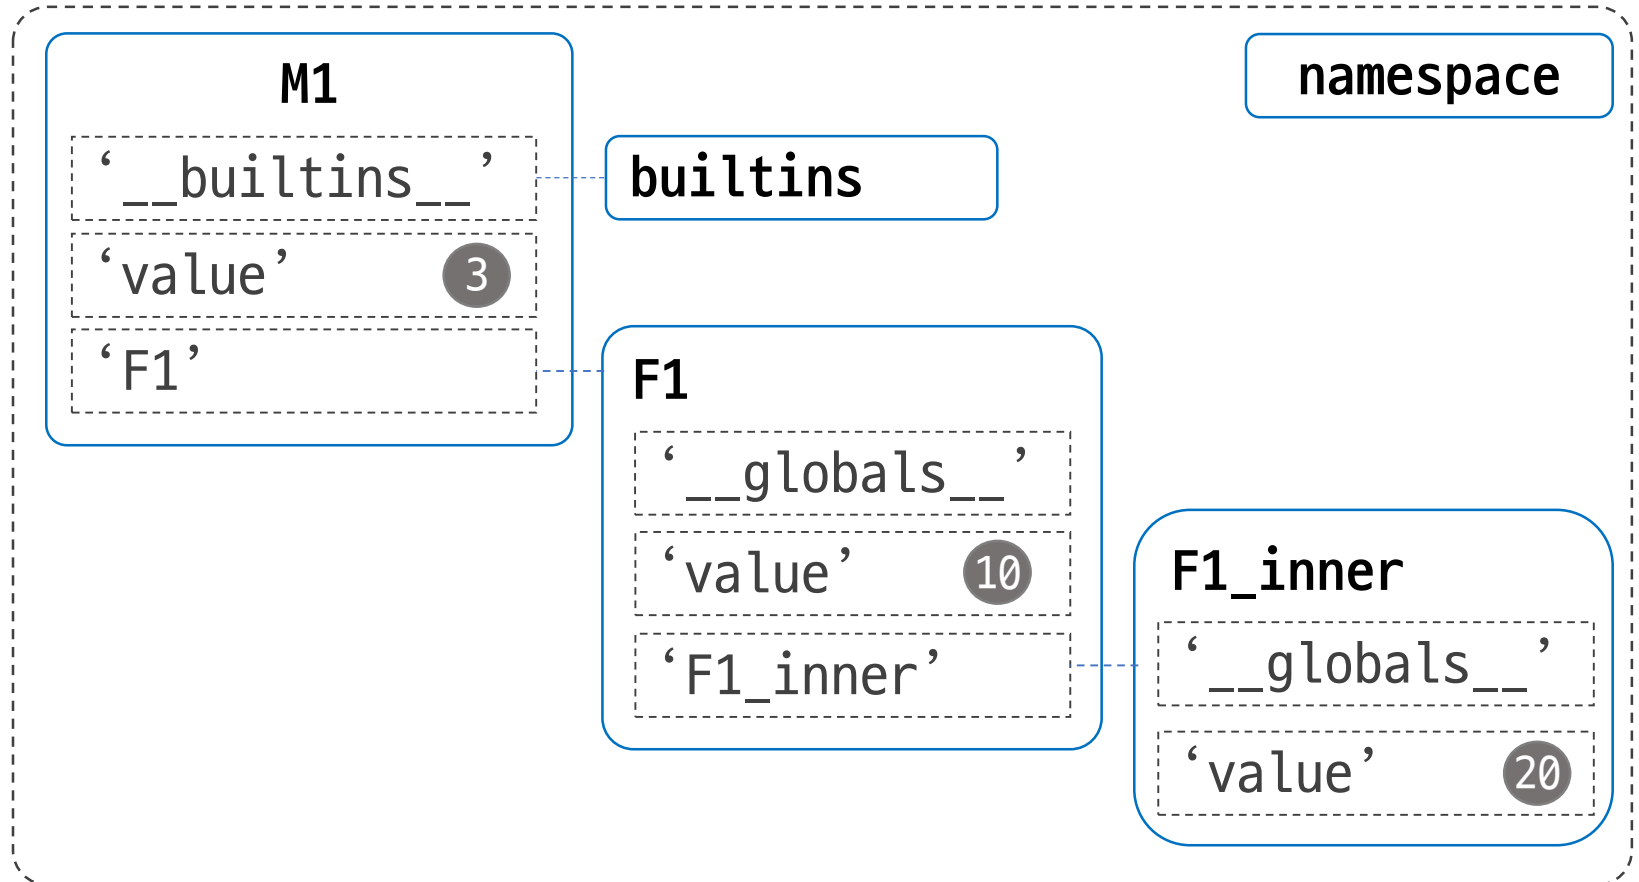 M1
namespace
‘__builtins__’
builtins
‘value’ 3
‘F1’
F1
‘__globals__’
‘value’ 10
‘F1_inner’
F1_inner
‘__globals__’
‘value’ 20